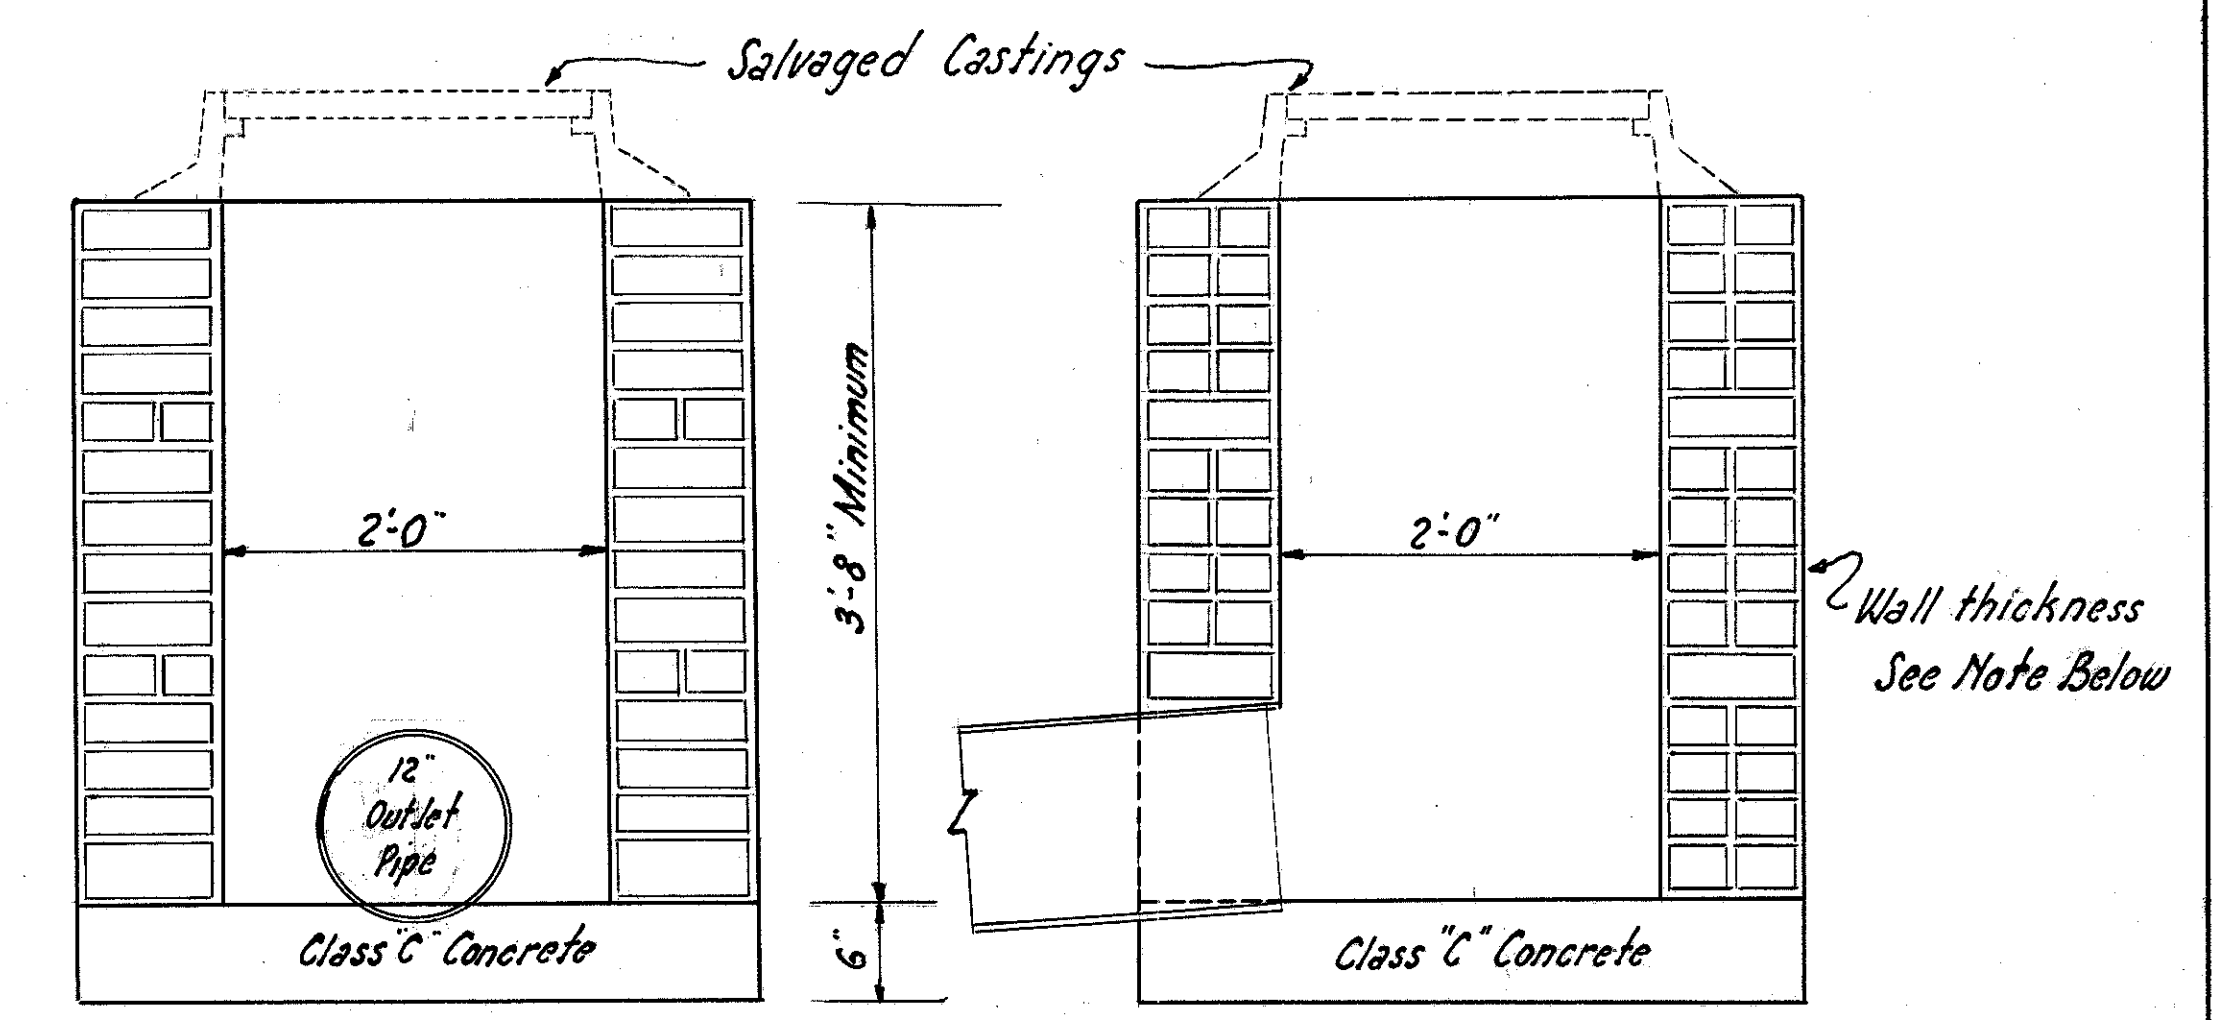 Salvaged Castings
2'-0"
3'-8" Minimum
2'-0"
Wall thickness
See Note Below
12"
Outlet
Pipe
Class "C" Concrete
6"
Class "C" Concrete